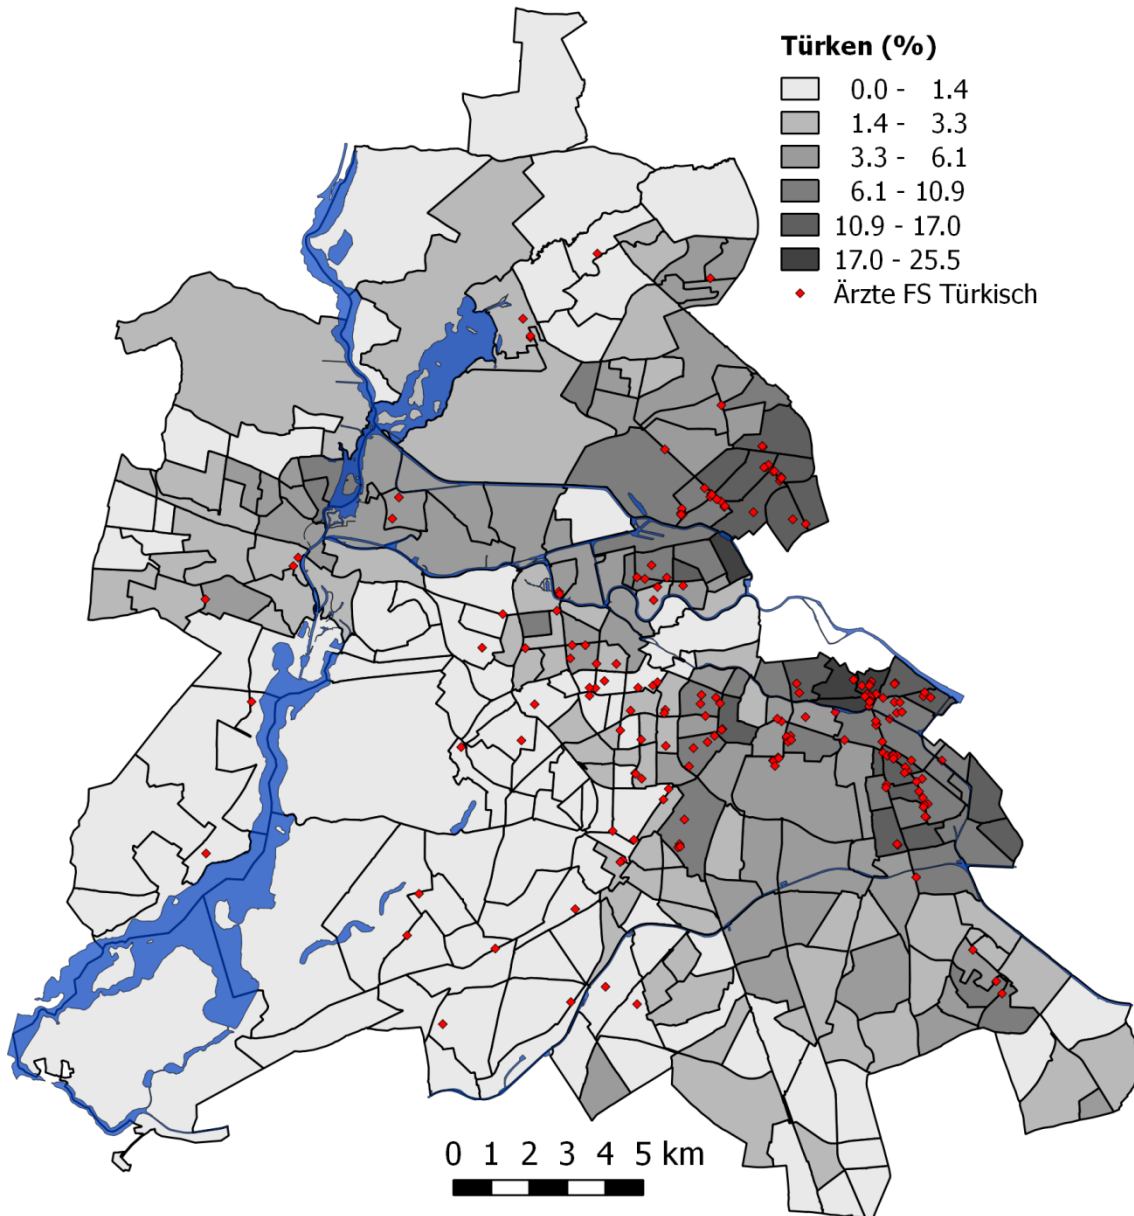 Türken (%)
0.0 - 1.4
1.4 - 3.3
3.3 - 6.1
6.1 - 10.9
10.9 - 17.0
17.0 - 25.5
Ärzte FS Türkisch
0 1 2 3 4 5 km